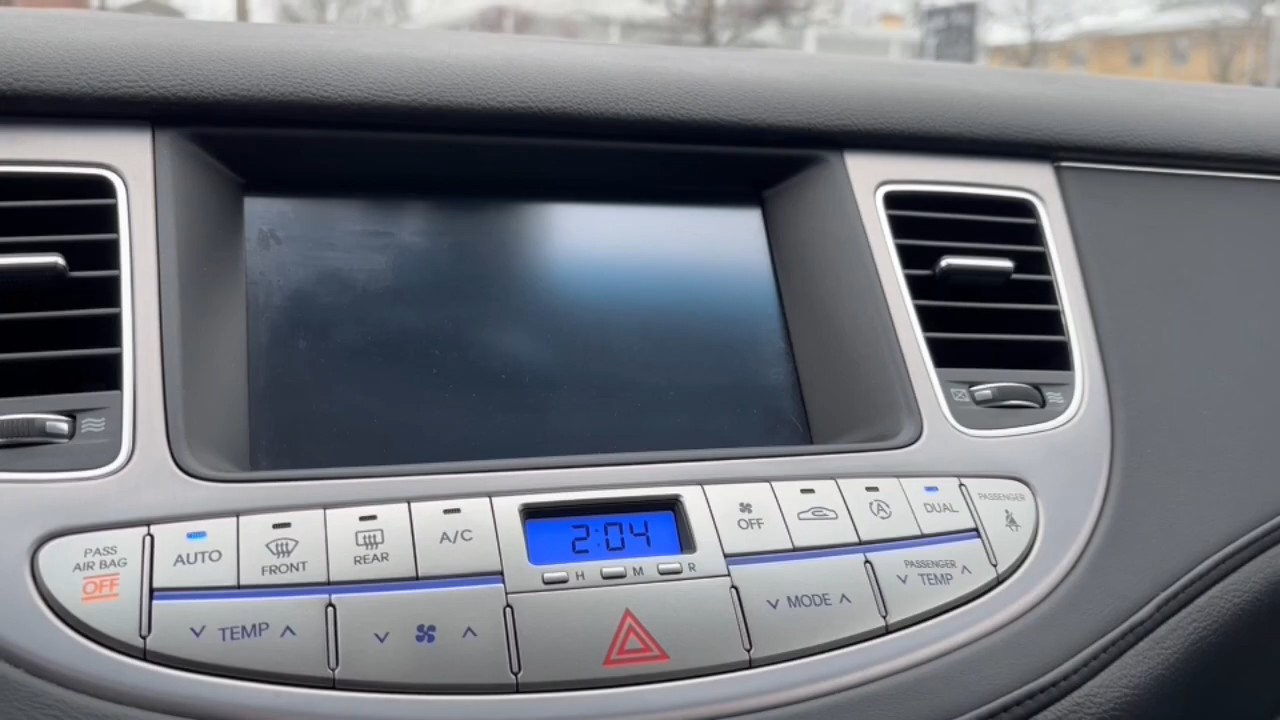 PASS
AIR BAG
OFF
AUTO
FRONT
REAR
A/C
2:04
H M R
OFF
A
DUAL
PASSENGER
TEMP
MODE
PASSENGER
TEMP